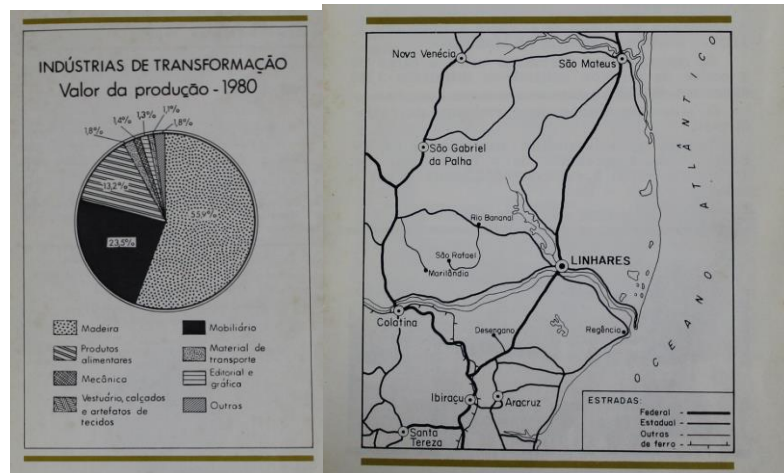 INDÚSTRIAS DE TRANSFORMAÇÃO
Valor da produção - 1980
1,8%
1,4%
1,3%
1,1%
1,8%
13,2%
55,9%
23,5%
Madeira
Mobiliário
Produtos
alimentares
Material de
transporte
Mecânica
Editorial e
gráfica
Vestuário, calçados
e artefatos de
tecidos
Outras
Nova Venécia
São Mateus
São Gabriel
da Palha
Rio Bananal
São Rafael
Marilândia
LINHARES
Colatina
Desengano
Regência
Ibiraçu
Aracruz
Santa
Tereza
OCEANO ATLÂNTICO
ESTRADAS:
Federal -
Estadual -
Outras -
de ferro -